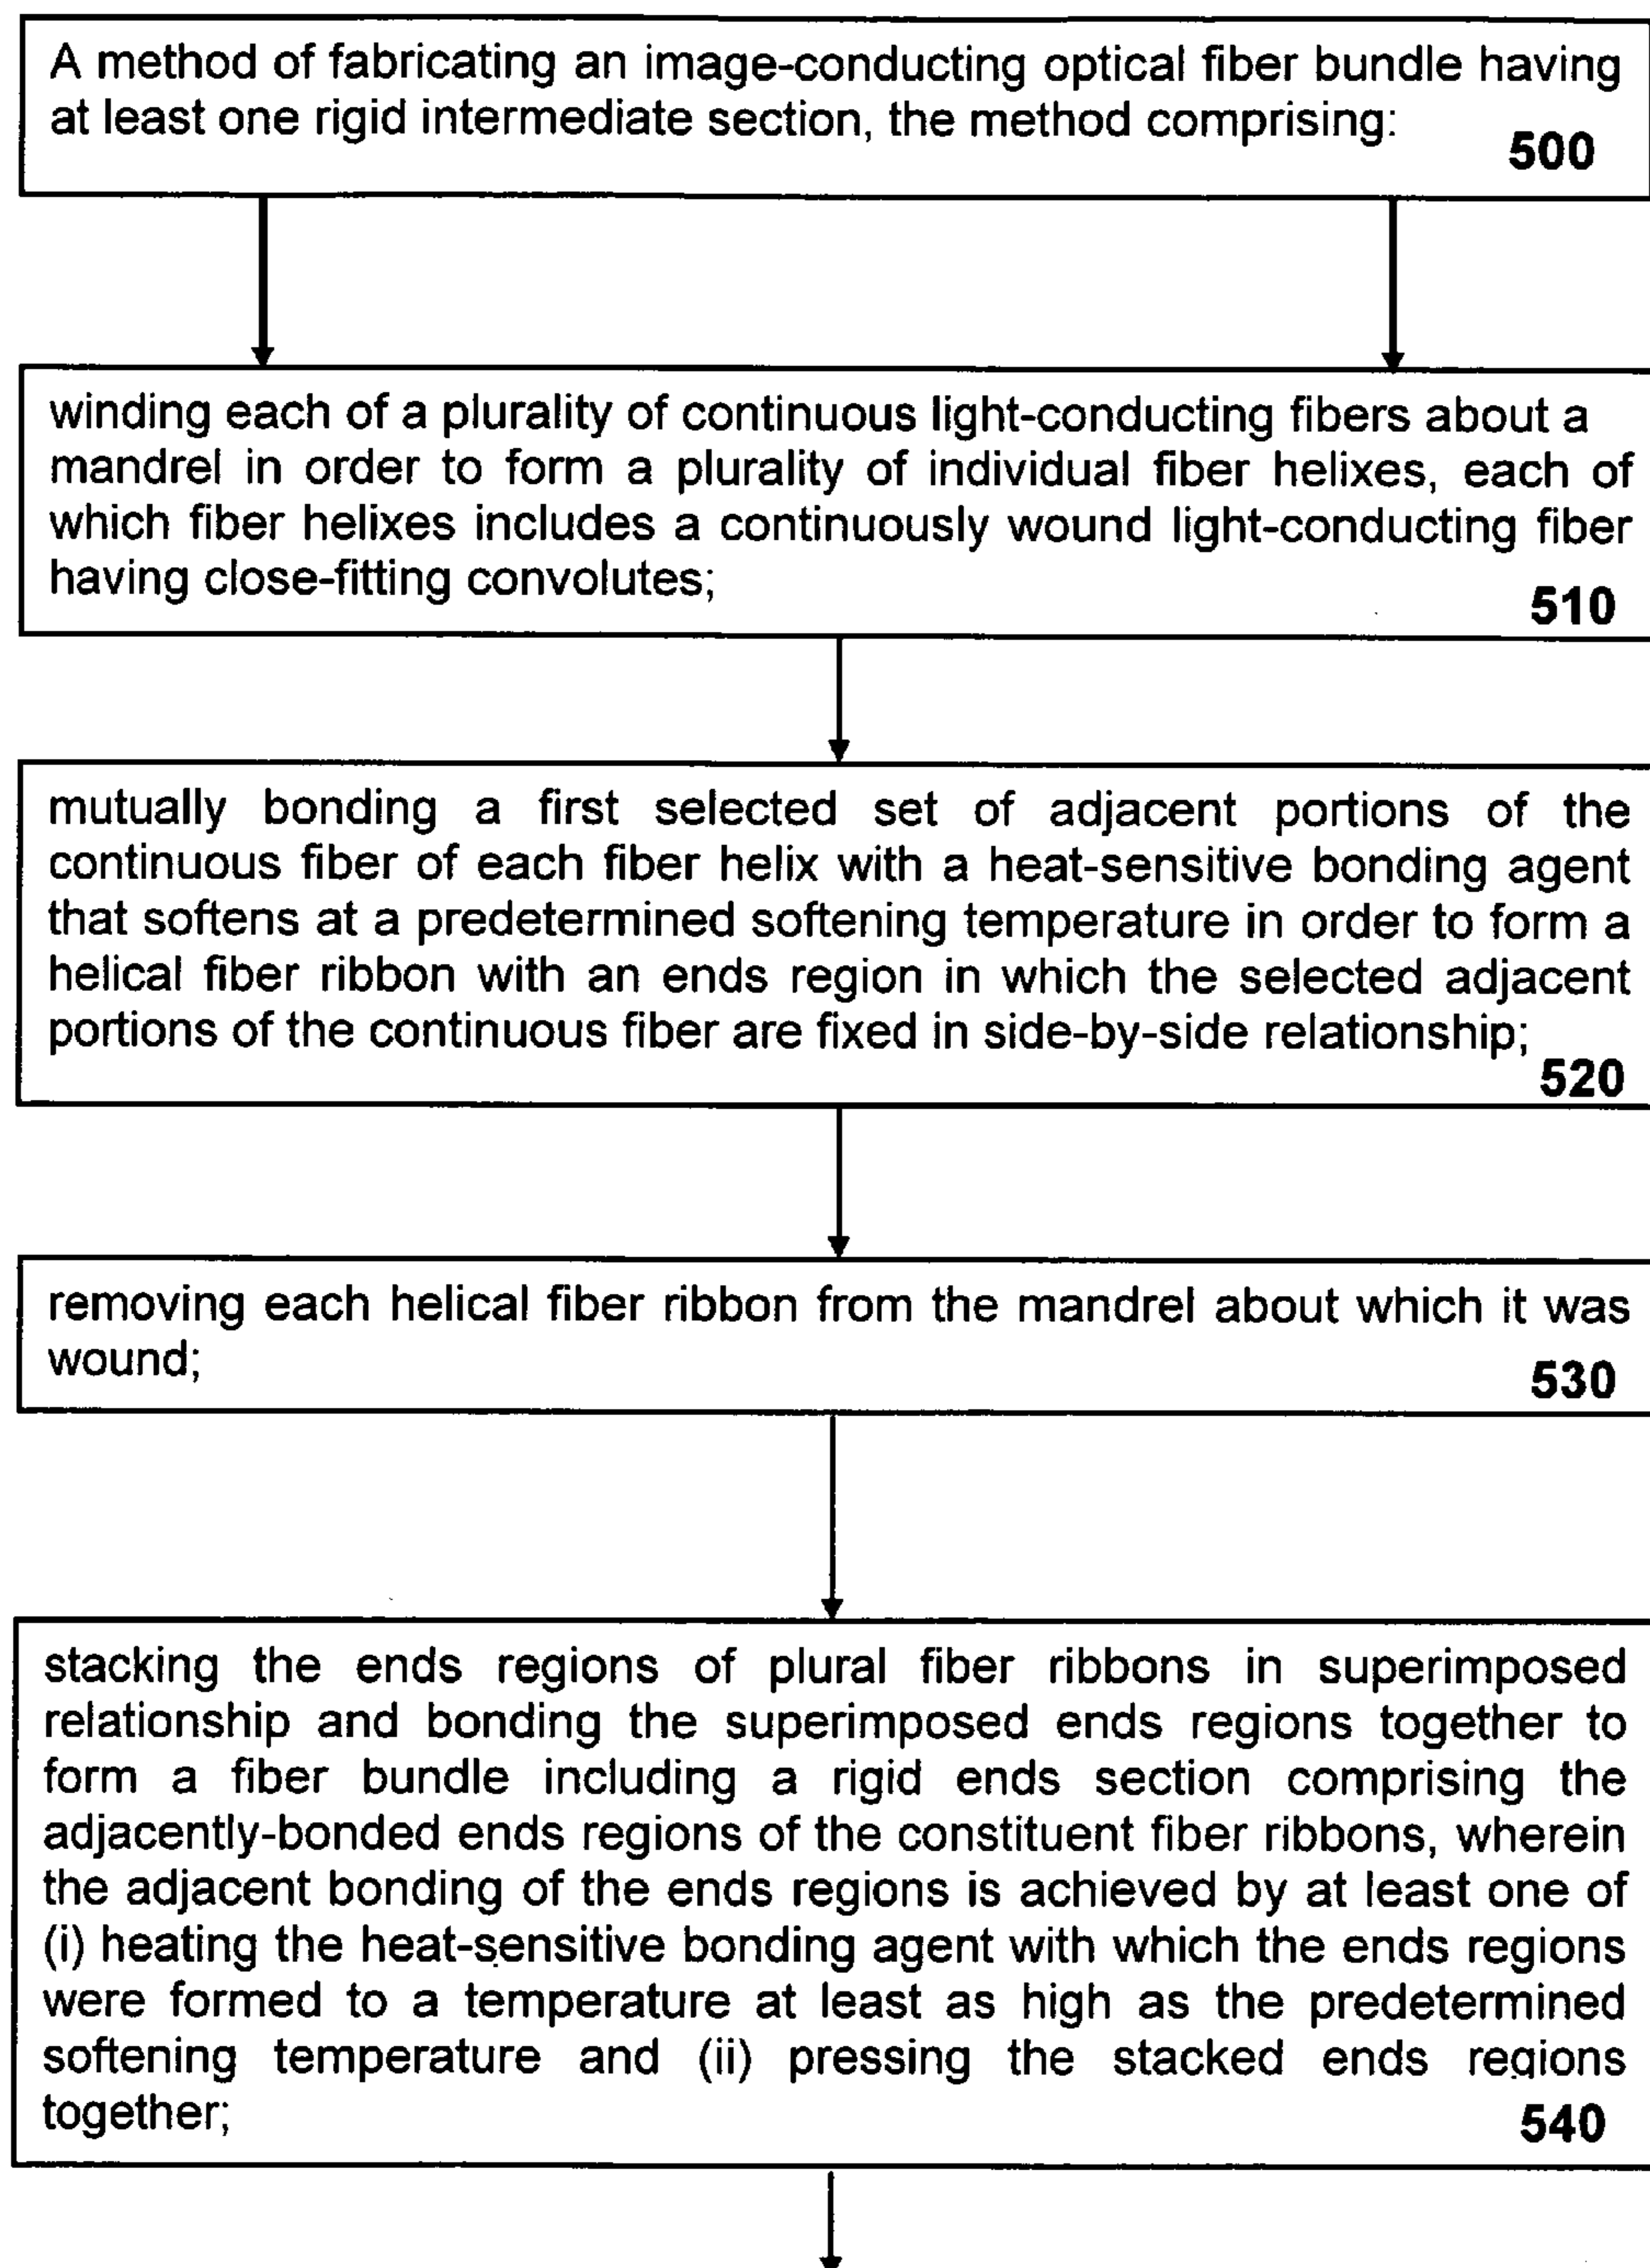 A method of fabricating an image-conducting optical fiber bundle having
at least one rigid intermediate section, the method comprising:
500
winding each of a plurality of continuous light-conducting fibers about a
mandrel in order to form a plurality of individual fiber helixes, each of
which fiber helixes includes a continuously wound light-conducting fiber
having close-fitting convolutes;
510
mutually bonding a first selected set of adjacent portions of the
continuous fiber of each fiber helix with a heat-sensitive bonding agent
that softens at a predetermined softening temperature in order to form a
helical fiber ribbon with an ends region in which the selected adjacent
portions of the continuous fiber are fixed in side-by-side relationship;
520
removing each helical fiber ribbon from the mandrel about which it was
wound;
530
stacking the ends regions of plural fiber ribbons in superimposed
relationship and bonding the superimposed ends regions together to
form a fiber bundle including a rigid ends section comprising the
adjacently-bonded ends regions of the constituent fiber ribbons, wherein
the adjacent bonding of the ends regions is achieved by at least one of
(i) heating the heat-sensitive bonding agent with which the ends regions
were formed to a temperature at least as high as the predetermined
softening temperature and (ii) pressing the stacked ends regions
together;
540